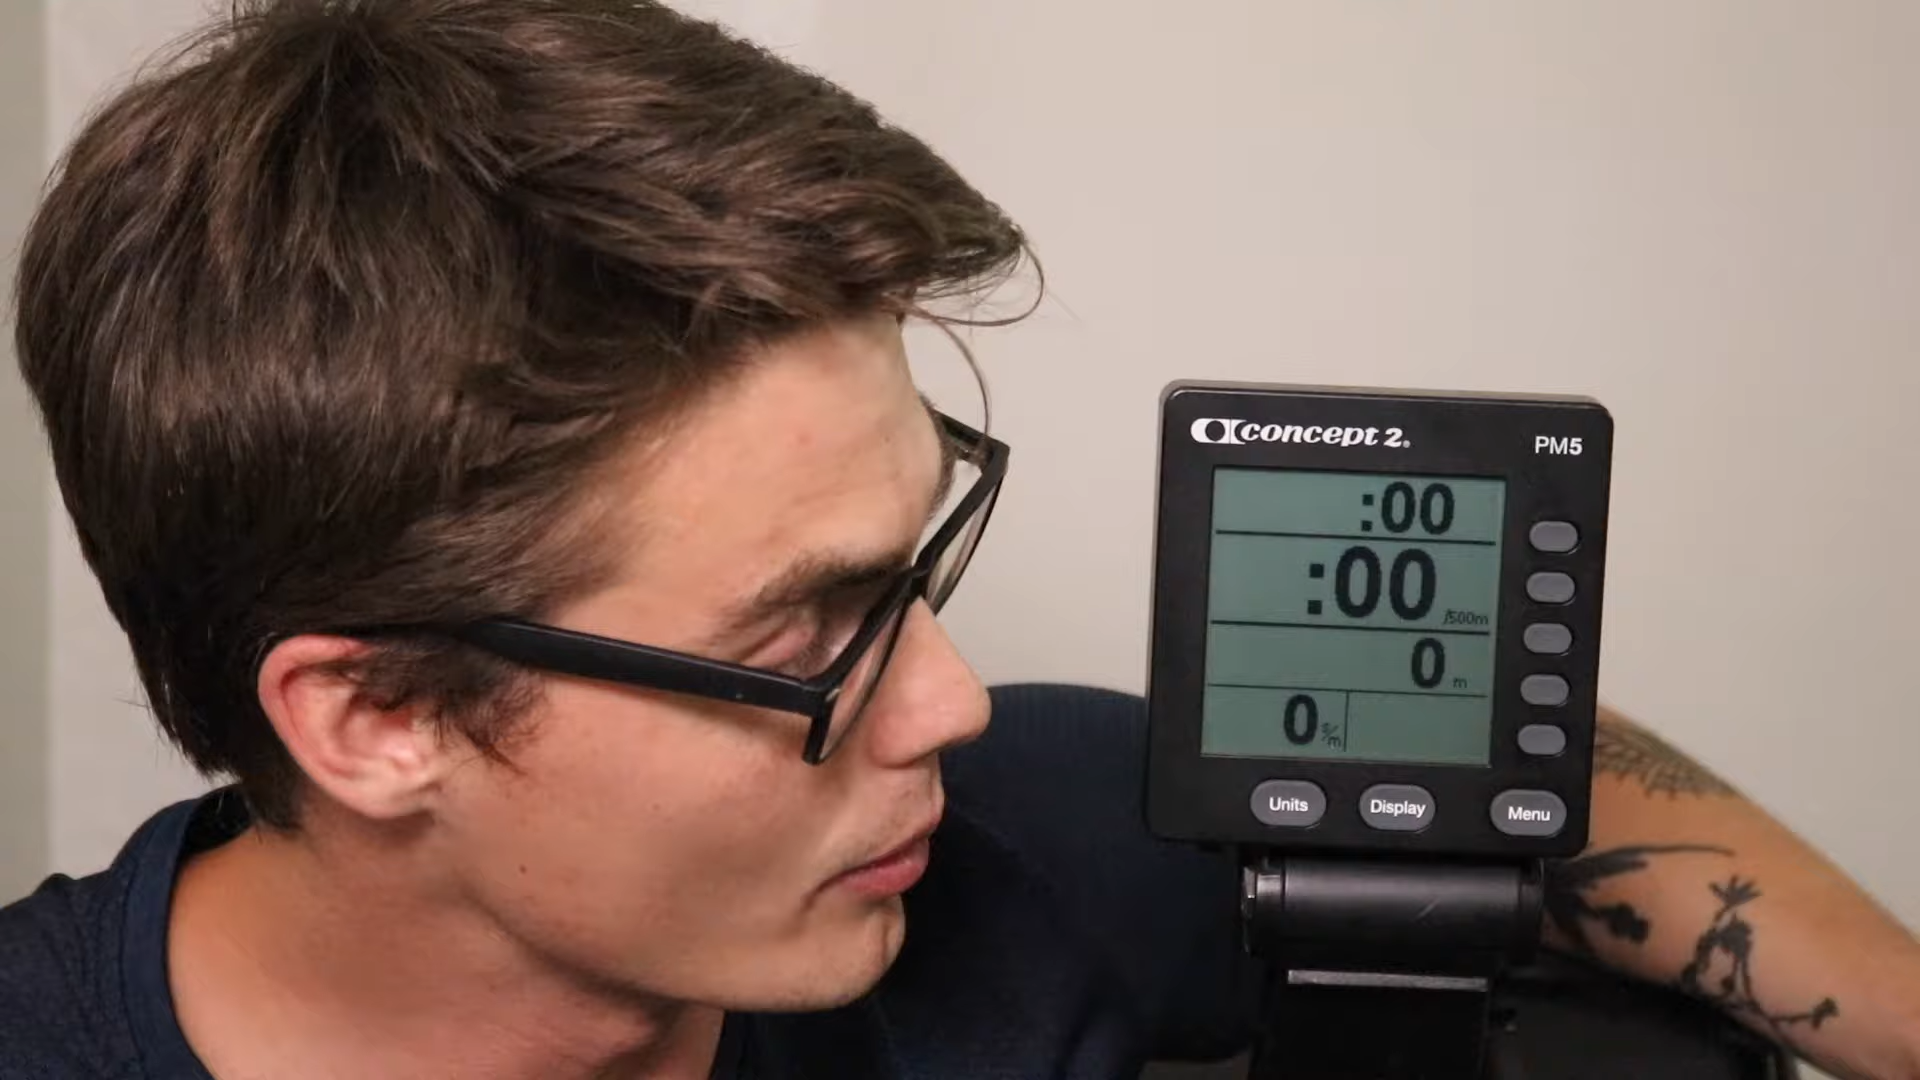 concept 2.
PM5
:00
:00 /500m
0 m
0 s/m
Units Display Menu